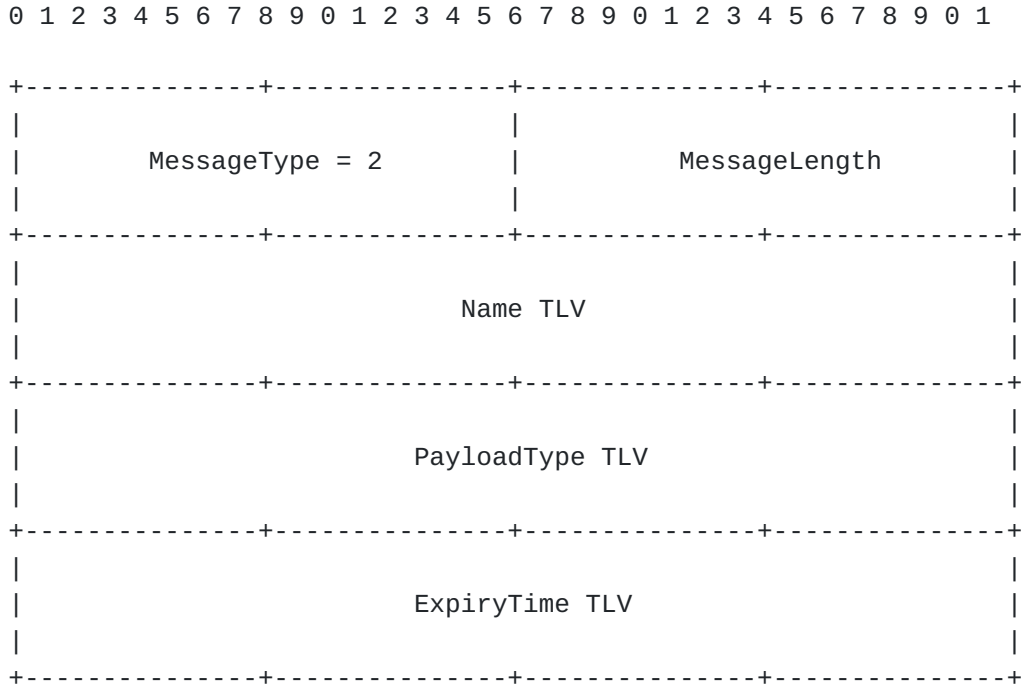 0 1 2 3 4 5 6 7 8 9 0 1 2 3 4 5 6 7 8 9 0 1 2 3 4 5 6 7 8 9 0 1
MessageType = 2 MessageLength
Name TLV
PayloadType TLV
ExpiryTime TLV